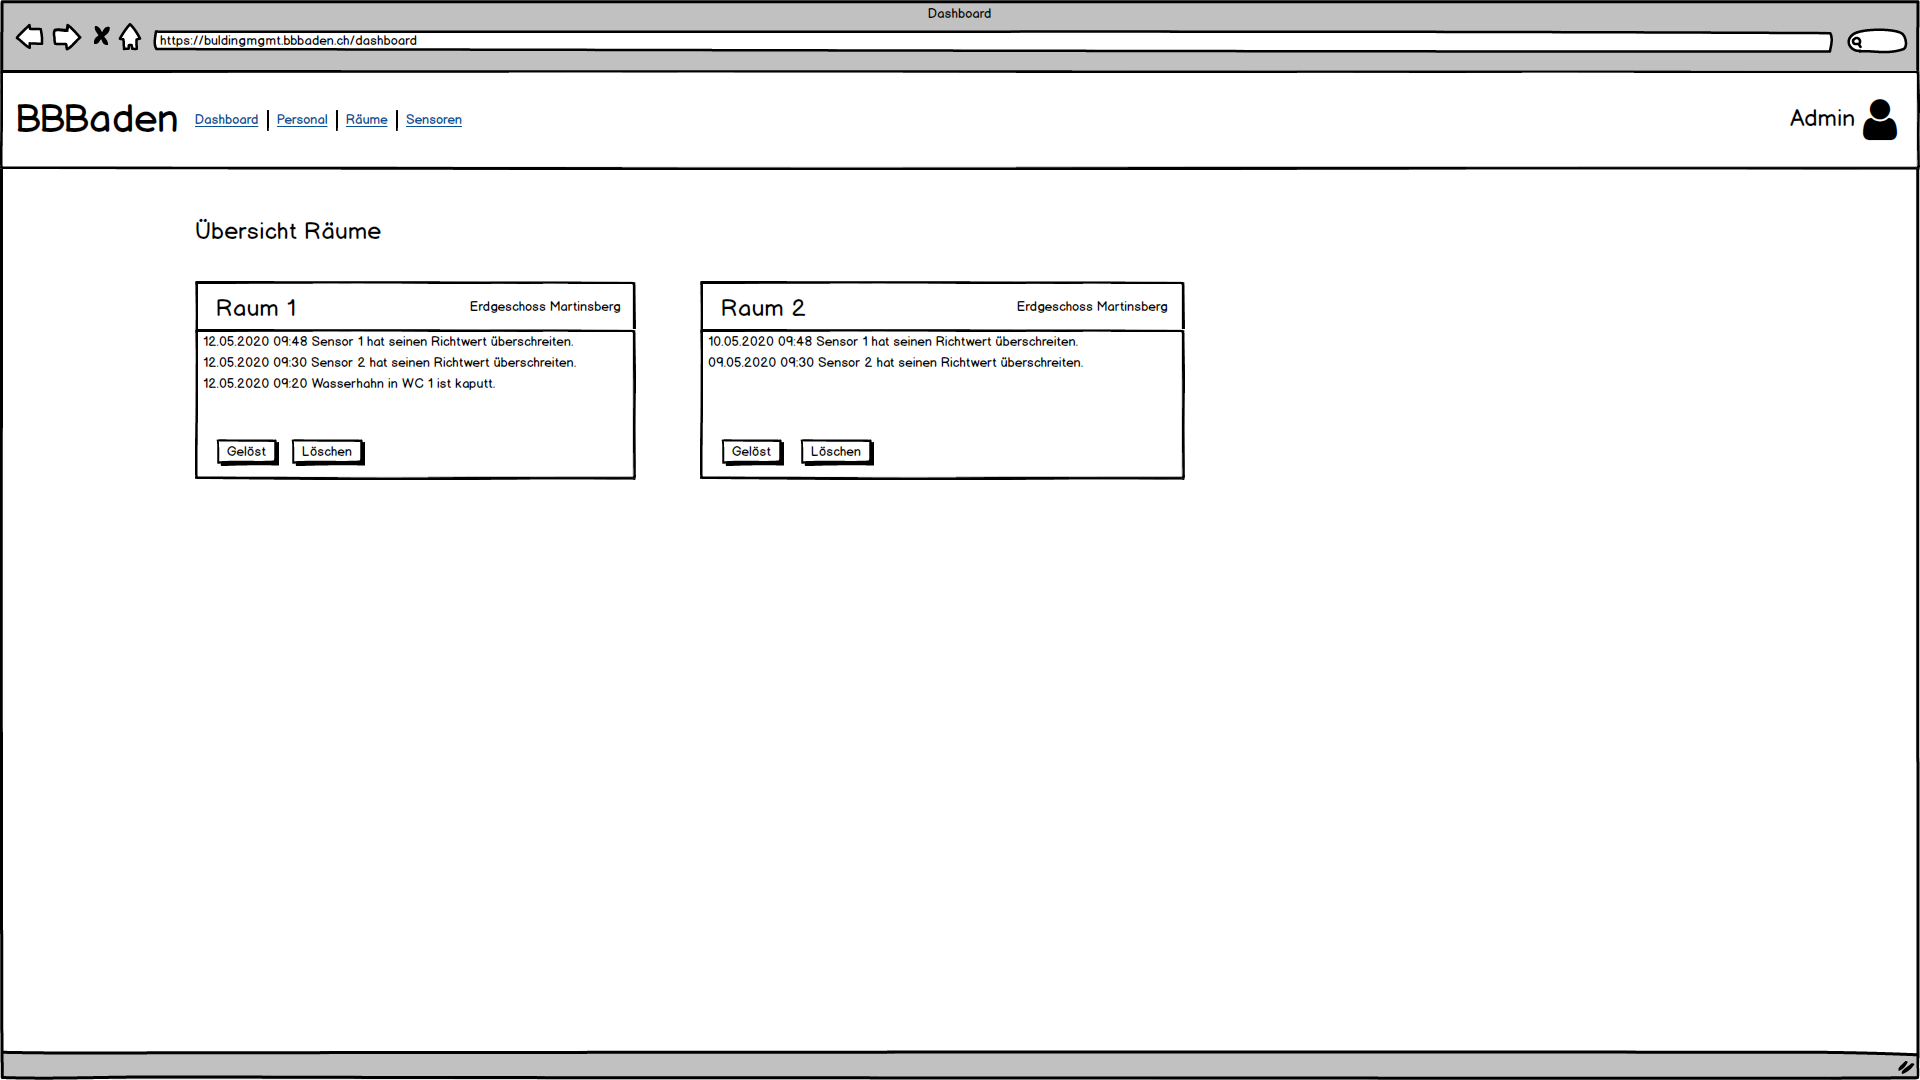 Dashboard
https://buldingmgmt.bbbaden.ch/dashboard
BBBaden
Dashboard | Personal | Räume | Sensoren
Admin
Übersicht Räume
Raum 1
Erdgeschoss Martinsberg
12.05.2020 09:48 Sensor 1 hat seinen Richtwert überschreiten.
12.05.2020 09:30 Sensor 2 hat seinen Richtwert überschreiten.
12.05.2020 09:20 Wasserhahn in WC 1 ist kaputt.
Gelöst
Löschen
Raum 2
Erdgeschoss Martinsberg
10.05.2020 09:48 Sensor 1 hat seinen Richtwert überschreiten.
09.05.2020 09:30 Sensor 2 hat seinen Richtwert überschreiten.
Gelöst
Löschen